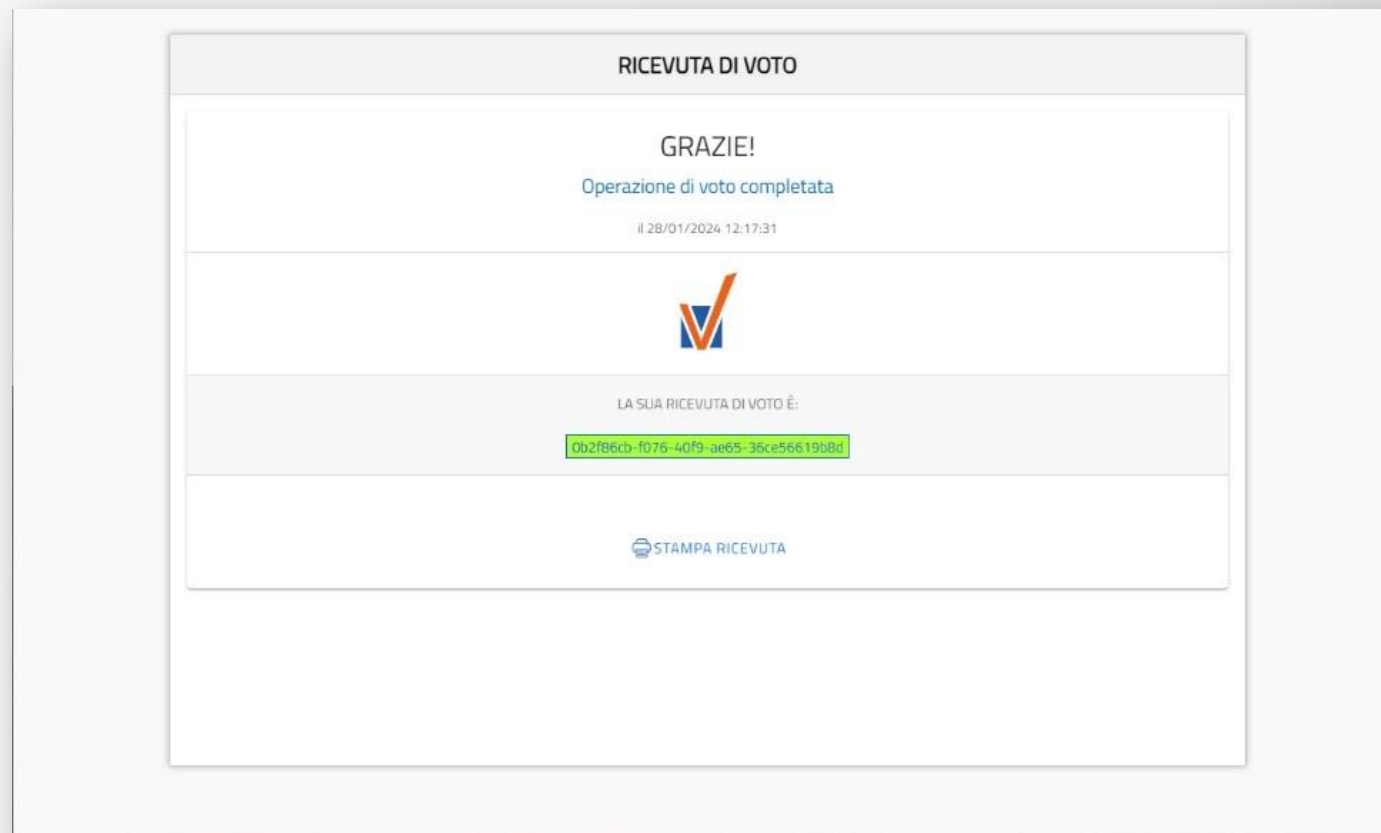 RICEVUTA DI VOTO
GRAZIE!
Operazione di voto completata
il 28/01/2024 12:17:31
LA SUA RICEVUTA DI VOTO È:
0b2f86cb-f076-40f9-ae65-36ce56619b8d
STAMPA RICEVUTA